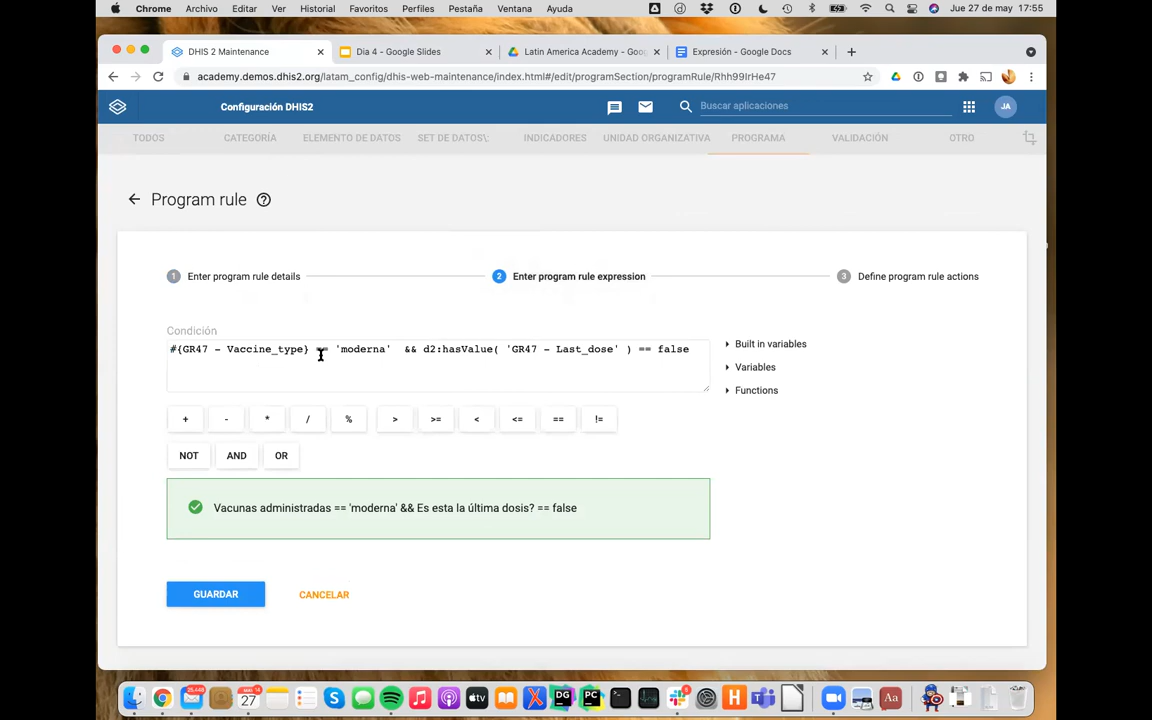 Chrome Archivo Editar Ver Historial Favoritos Perfiles Pestaña Ventana Ayuda Jue 27 de may 17:55
DHIS 2 Maintenance Dia 4 - Google Slides Latin America Academy - Goog Expresión - Google Docs
academy.demos.dhis2.org/latam_config/dhis-web-maintenance/index.html#/edit/programSection/programRule/Rhh99IrHe47
Configuración DHIS2 Buscar aplicaciones JA
TODOS CATEGORÍA ELEMENTO DE DATOS SET DE DATOS\; INDICADORES UNIDAD ORGANIZATIVA PROGRAMA VALIDACIÓN OTRO
Program rule
1 Enter program rule details 2 Enter program rule expression 3 Define program rule actions
Condición
#{GR47 - Vaccine_type} == 'moderna' && d2:hasValue( 'GR47 - Last_dose' ) == false
Built in variables
Variables
Functions
+ - * / % > >= < <= == !=
NOT AND OR
Vacunas administradas == 'moderna' && Es esta la última dosis? == false
GUARDAR CANCELAR